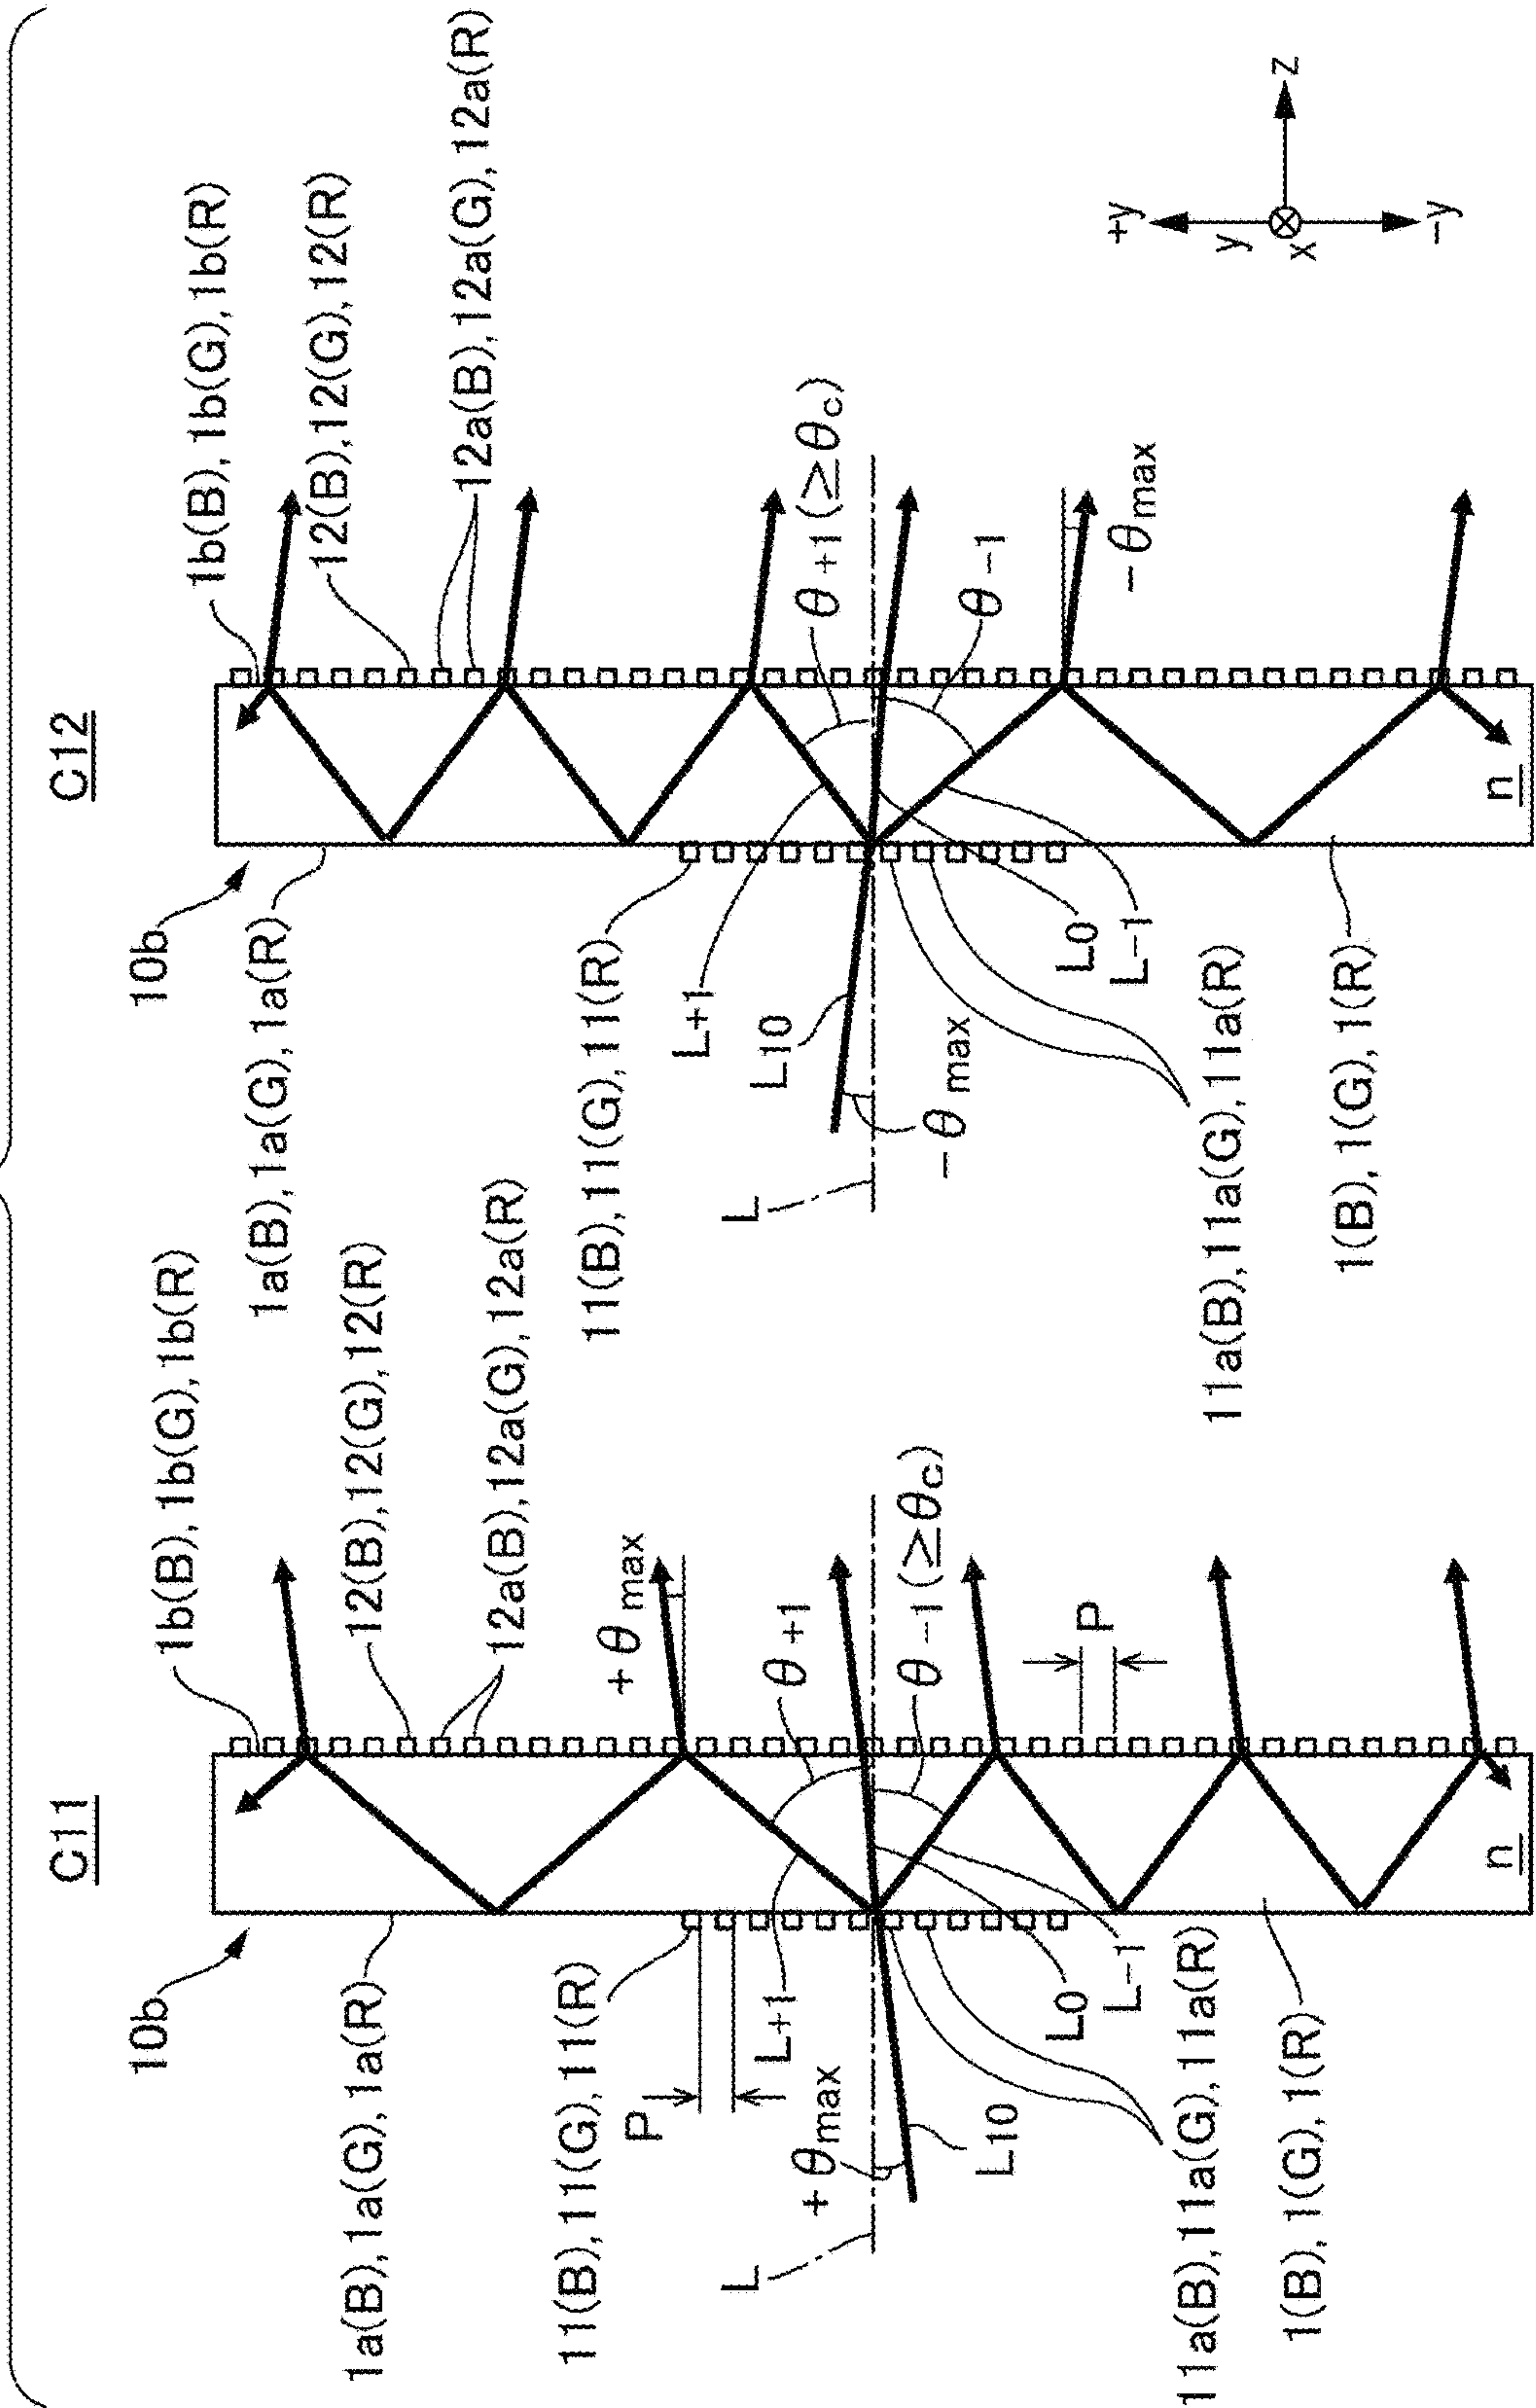 C11
10b
1a(B),1a(G),1a(R)
1b(B),1b(G),1b(R)
12(B),12(G),12(R)
12a(B),12a(G),12a(R)
11(B),11(G),11(R)
P
L+1
+θmax
+θmax
θ+1
L
L10
θ-1(≥θc)
L0
L-1
P
11a(B),11a(G),11a(R)
1(B),1(G),1(R)
n
C12
10b
1a(B),1a(G),1a(R)
1b(B),1b(G),1b(R)
12(B),12(G),12(R)
12a(B),12a(G),12a(R)
11(B),11(G),11(R)
L+1
L10
θ+1(≥θc)
L
-θmax
θ-1
-θmax
L0
L-1
11a(B),11a(G),11a(R)
1(B),1(G),1(R)
n
+y
y
x
z
-y